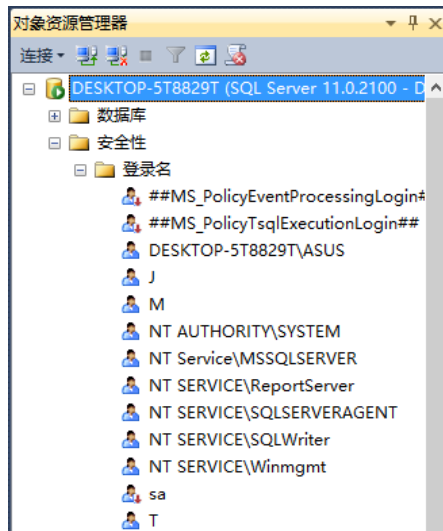 对象资源管理器
连接
DESKTOP-5T8829T (SQL Server 11.0.2100 - D
数据库
安全性
登录名
##MS_PolicyEventProcessingLogin#
##MS_PolicyTsqlExecutionLogin##
DESKTOP-5T8829T\ASUS
J
M
NT AUTHORITY\SYSTEM
NT Service\MSSQLSERVER
NT SERVICE\ReportServer
NT SERVICE\SQLSERVERAGENT
NT SERVICE\SQLWriter
NT SERVICE\Winmgmt
sa
T